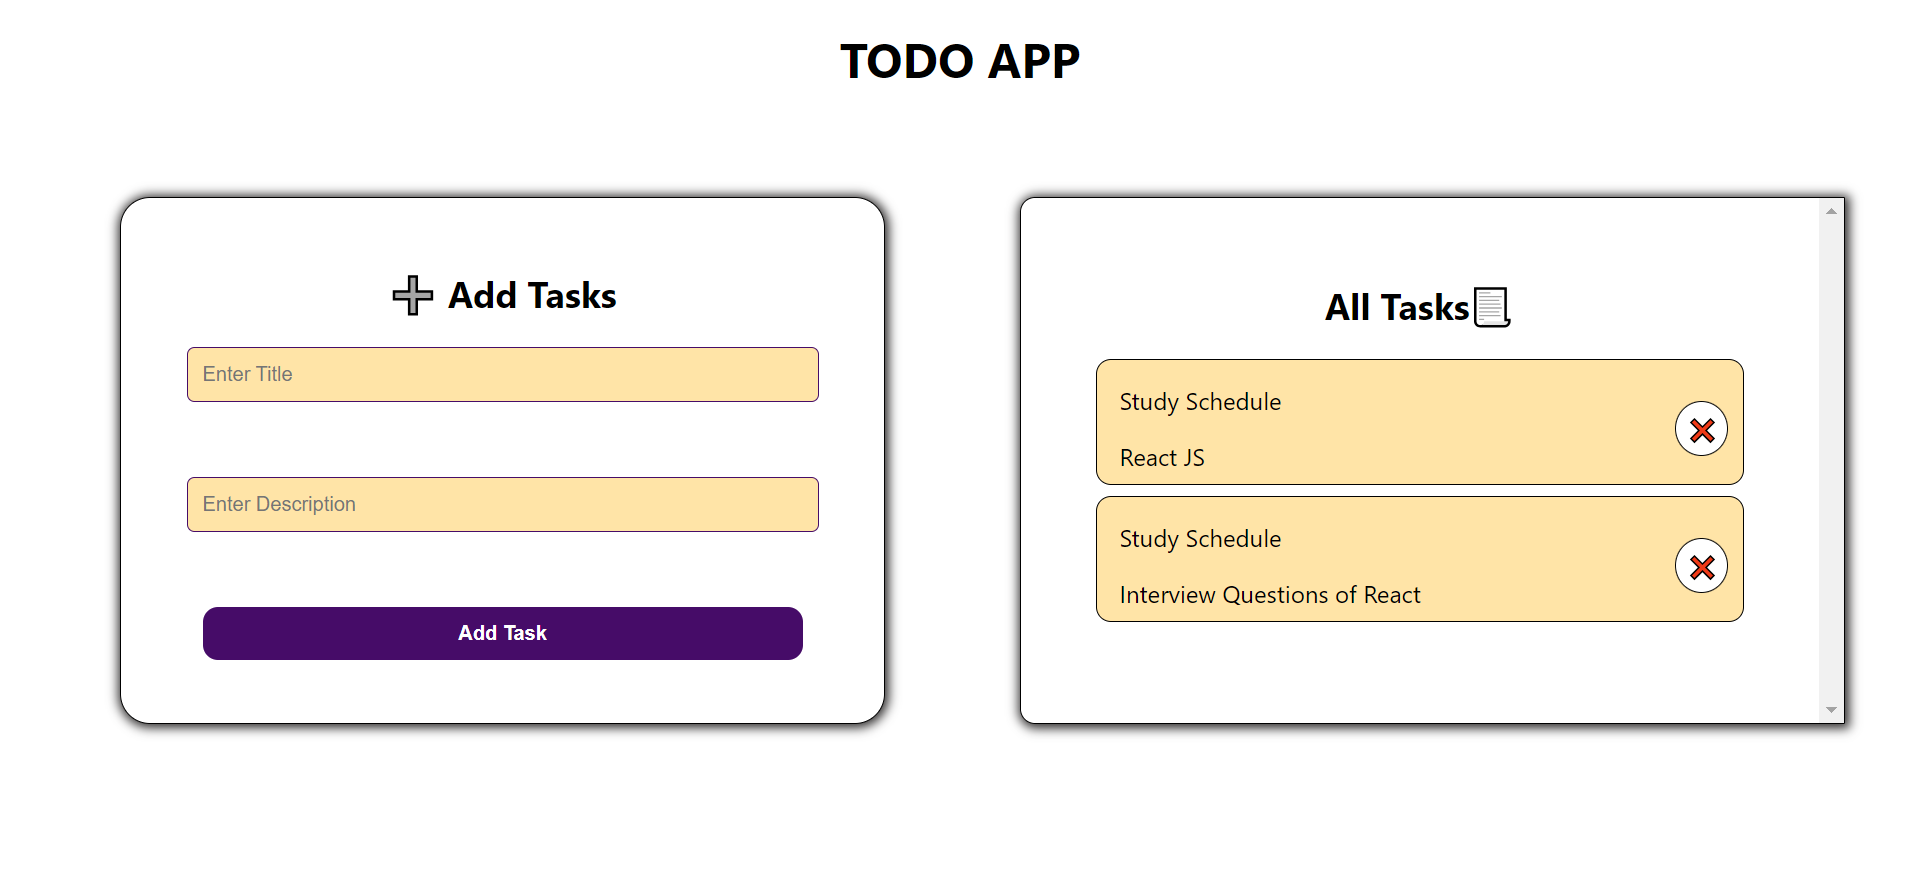 TODO APP
➕ Add Tasks
Enter Title
Enter Description
Add Task
All Tasks📃
Study Schedule
React JS
Study Schedule
Interview Questions of React